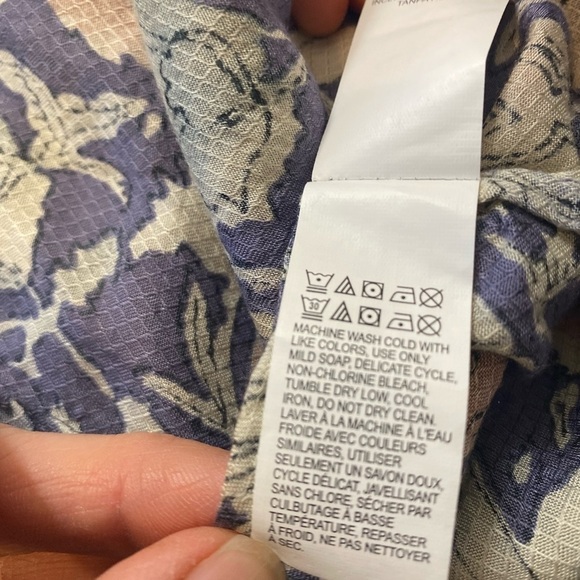 30
MACHINE WASH COLD WITH
LIKE COLORS, USE ONLY
MILD SOAP, DELICATE CYCLE,
NON-CHLORINE BLEACH,
TUMBLE DRY LOW, COOL
IRON, DO NOT DRY CLEAN.
LAVER À LA MACHINE À L'EAU
FROIDE AVEC COULEURS
SIMILAIRES, UTILISER
SEULEMENT UN SAVON DOUX,
CYCLE DÉLICAT, JAVELLISANT
SANS CHLORE, SÉCHER PAR
CULBUTAGE À BASSE
TEMPÉRATURE, REPASSER
À FROID, NE PAS NETTOYER
A SEC.